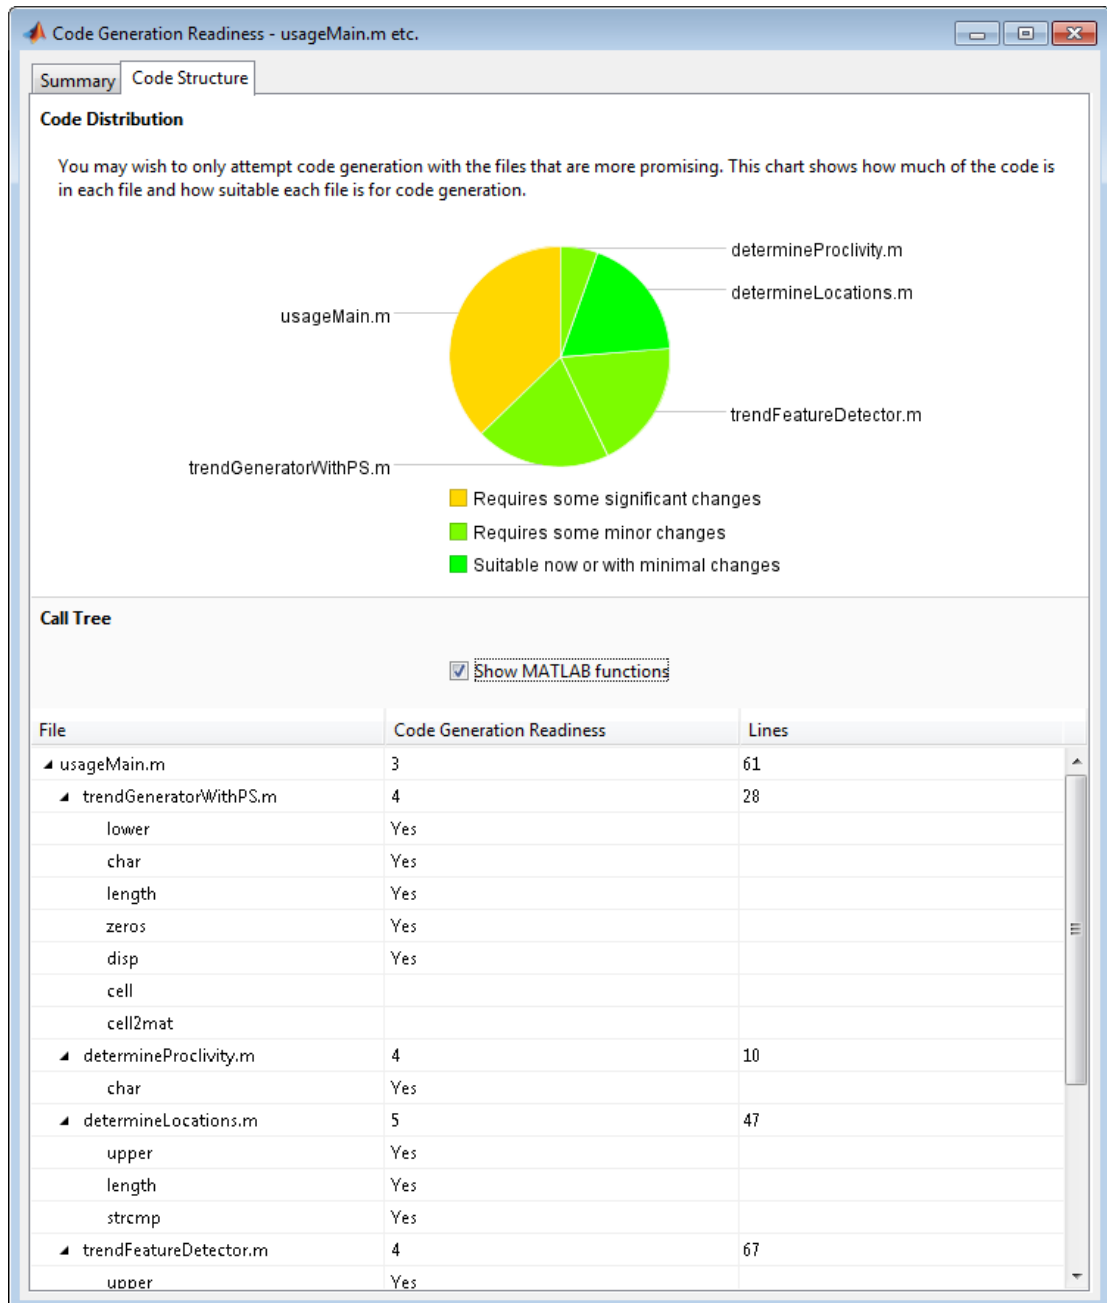 Code Generation Readiness - usageMain.m etc.
Summary
Code Structure
Code Distribution
You may wish to only attempt code generation with the files that are more promising. This chart shows how much of the code is
in each file and how suitable each file is for code generation.
determineProclivity.m
determineLocations.m
usageMain.m
trendFeatureDetector.m
trendGeneratorWithPS.m
Requires some significant changes
Requires some minor changes
Suitable now or with minimal changes
Call Tree
Show MATLAB functions
File Code Generation Readiness Lines
usageMain.m 3 61
trendGeneratorWithPS.m 4 28
lower Yes
char Yes
length Yes
zeros Yes
disp Yes
cell
cell2mat
determineProclivity.m 4 10
char Yes
determineLocations.m 5 47
upper Yes
length Yes
strcmp Yes
trendFeatureDetector.m 4 67
upper Yes